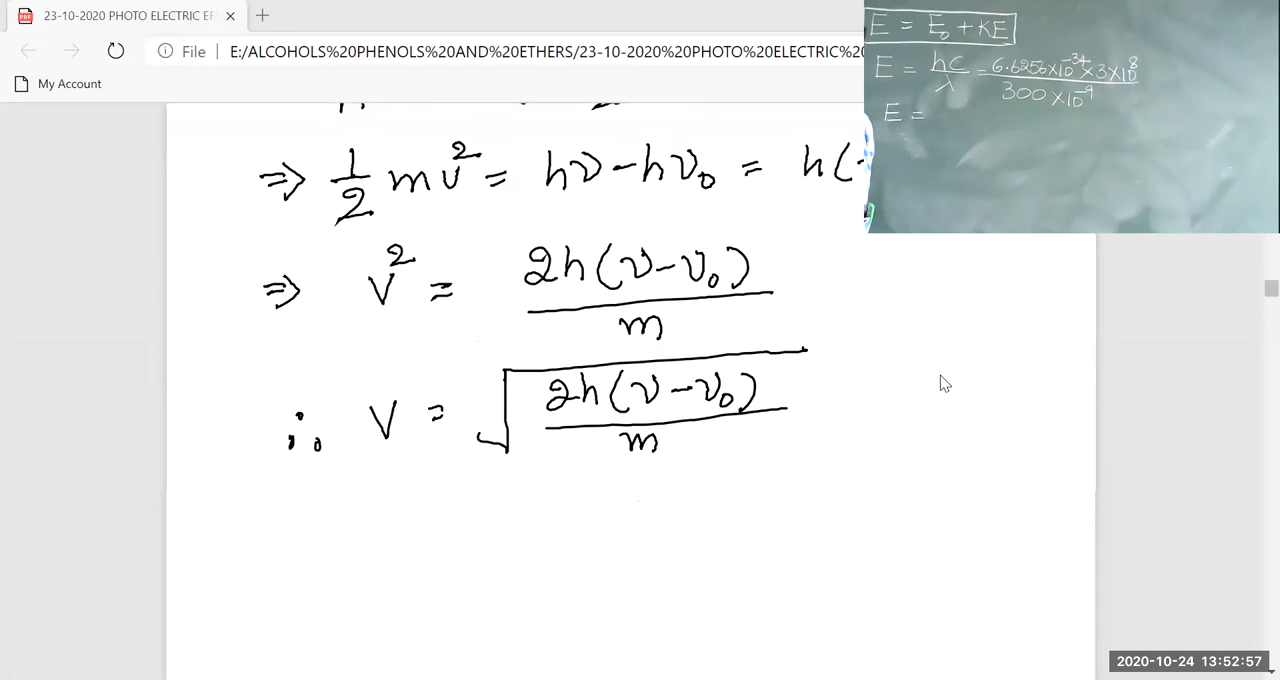 23-10-2020 PHOTO ELECTRIC EF
File E:/ALCOHOLS%20PHENOLS%20AND%20ETHERS/23-10-2020%20PHOTO%20ELECTRIC%20
My Account
E = E₀ + KE
E = hc/λ = 6.6256×10⁻³⁴×3×10⁸/300×10⁻⁹
E =
⇒ 1/2 mv² = hν − hν₀ = h(
⇒ v² = 2h(ν−ν₀)/m
∴ v = √(2h(ν−ν₀)/m)
2020-10-24 13:52:57